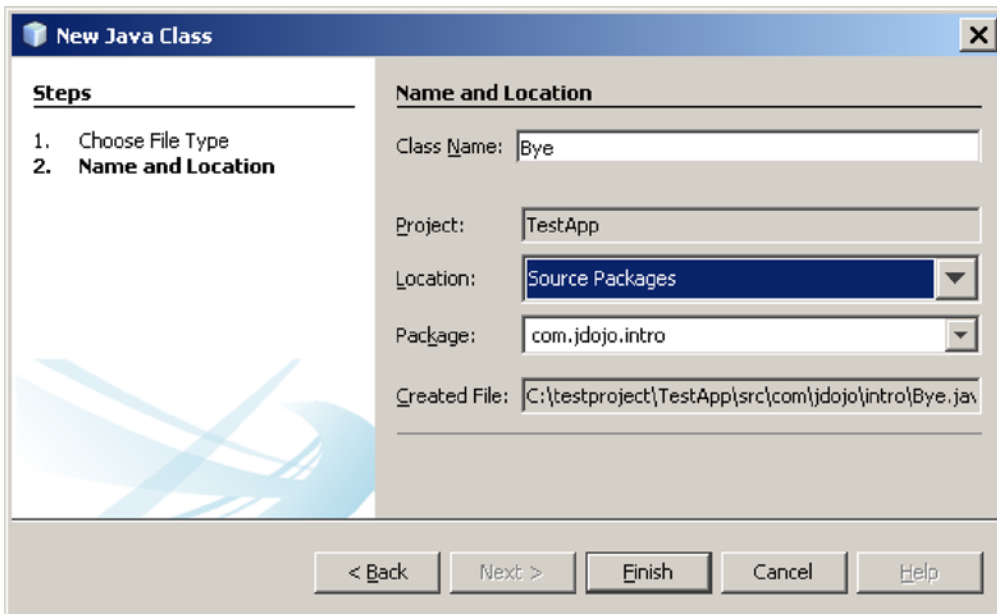 New Java Class
Steps
1. Choose File Type
2. Name and Location
Name and Location
Class Name: Bye
Project: TestApp
Location: Source Packages
Package: com.jdojo.intro
Created File: C:\testproject\TestApp\src\com\jdojo\intro\Bye.jav
< Back Next > Finish Cancel Help